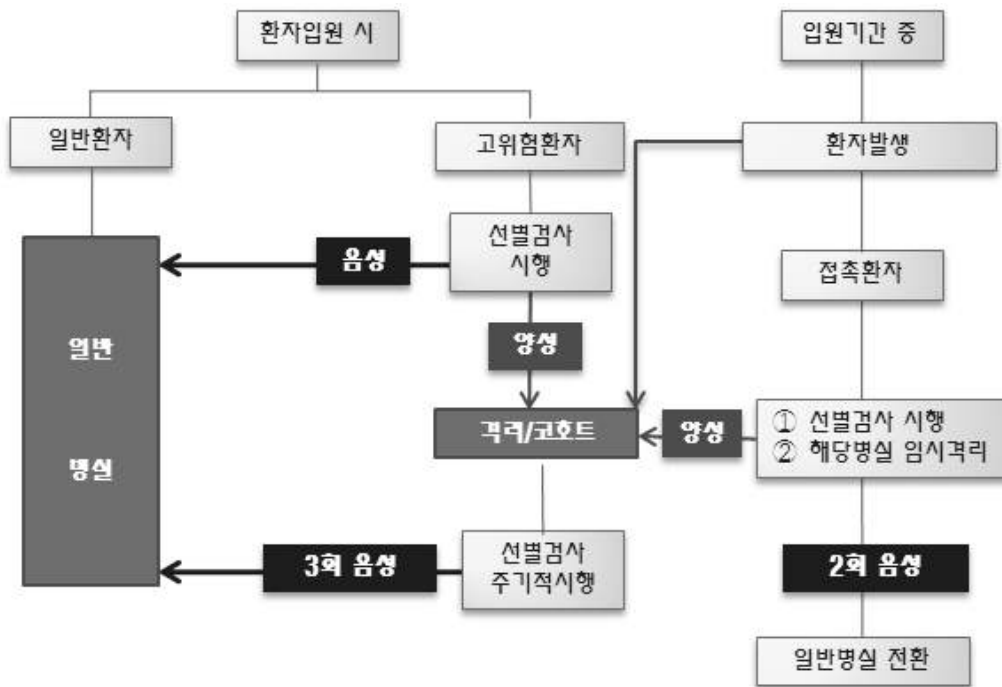 환자입원 시
입원기간 중
일반환자
고위험환자
환자발생
선별검사
시행
음성
접촉환자
일반
병실
양성
격리/코호트
양성
① 선별검사 시행
② 해당병실 임시격리
선별검사
주기적시행
3회 음성
2회 음성
일반병실 전환